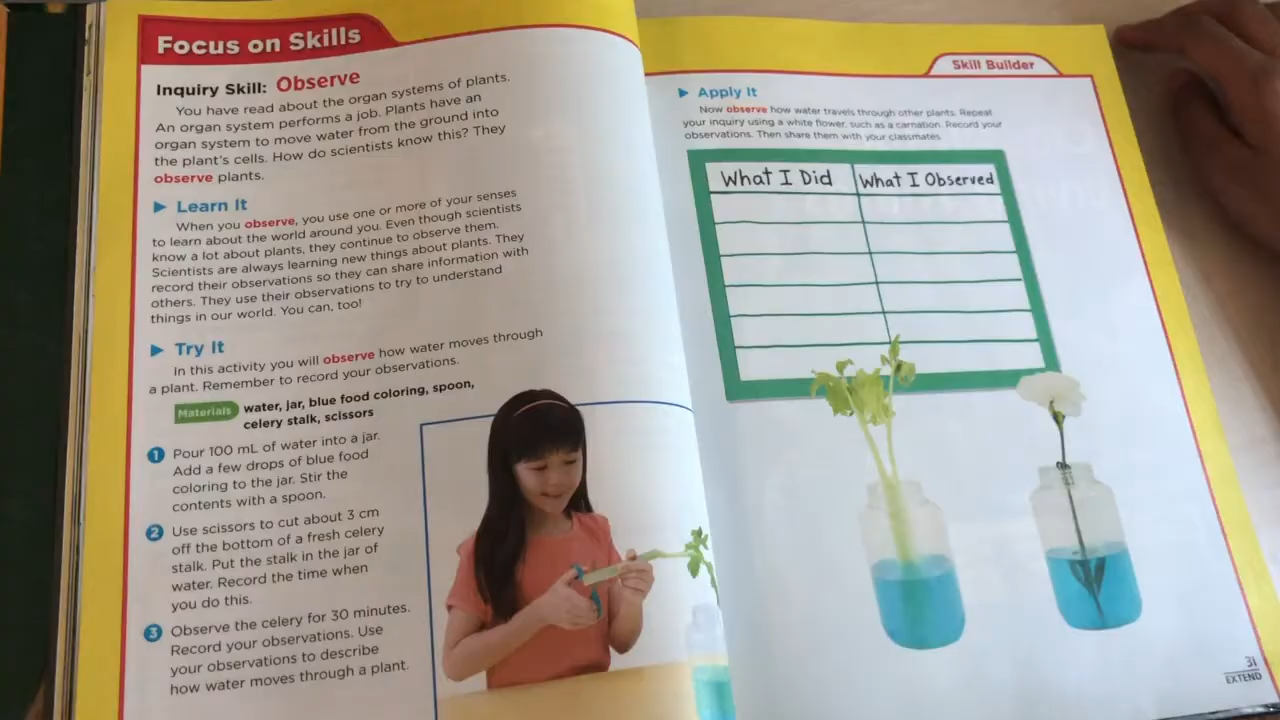 Focus on Skills
Inquiry Skill: Observe
You have read about the organ systems of plants.
An organ system performs a job. Plants have an
organ system to move water from the ground into
the plant's cells. How do scientists know this? They
observe plants.
Learn It
When you observe, you use one or more of your senses
to learn about the world around you. Even though scientists
know a lot about plants, they continue to observe them.
Scientists are always learning new things about plants. They
record their observations so they can share information with
others. They use their observations to try to understand
things in our world. You can, too!
Try It
In this activity you will observe how water moves through
a plant. Remember to record your observations.
Materials water, jar, blue food coloring, spoon,
celery stalk, scissors
1 Pour 100 mL of water into a jar.
Add a few drops of blue food
coloring to the jar. Stir the
contents with a spoon.
2 Use scissors to cut about 3 cm
off the bottom of a fresh celery
stalk. Put the stalk in the jar of
water. Record the time when
you do this.
3 Observe the celery for 30 minutes.
Record your observations. Use
your observations to describe
how water moves through a plant.
Skill Builder
Apply It
Now observe how water travels through other plants. Repeat
your inquiry using a white flower, such as a carnation. Record your
observations. Then share them with your classmates.
What I Did What I Observed
31
EXTEND